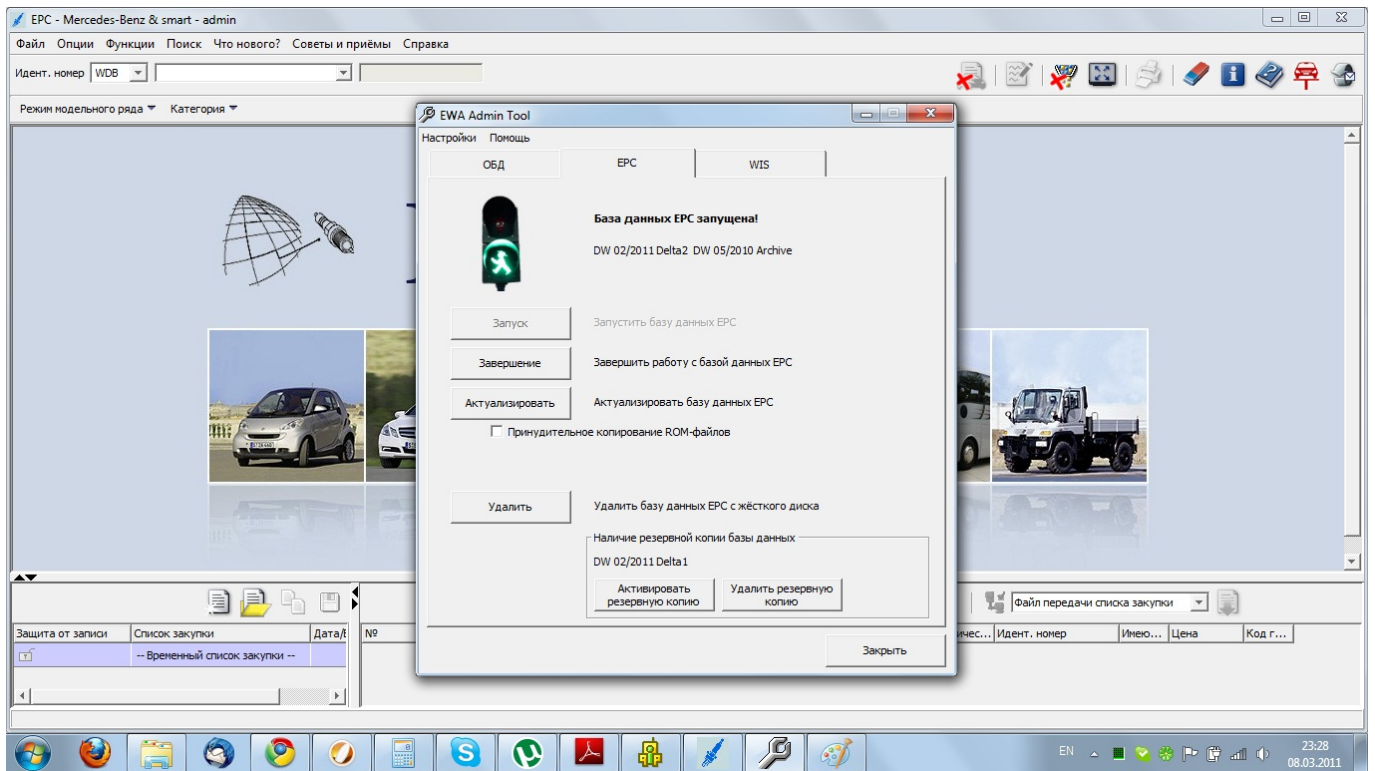 EPC - Mercedes-Benz & smart - admin
Файл Опции Функции Поиск Что нового? Советы и приёмы Справка
Идент. номер WDB
Режим модельного ряда Категория
EWA Admin Tool
Настройки Помощь
ОБД EPC WIS
База данных EPC запущена!
DW 02/2011 Delta2 DW 05/2010 Archive
Запуск Запустить базу данных EPC
Завершение Завершить работу с базой данных EPC
Актуализировать Актуализировать базу данных EPC
Принудительное копирование ROM-файлов
Удалить Удалить базу данных EPC с жёсткого диска
Наличие резервной копии базы данных
DW 02/2011 Delta1
Активировать резервную копию Удалить резервную копию
Закрыть
Файл передачи списка закупки
Защита от записи Список закупки Дата/ № ичес... Идент. номер Имею... Цена Код г...
-- Временный список закупки --
EN 23:28
08.03.2011